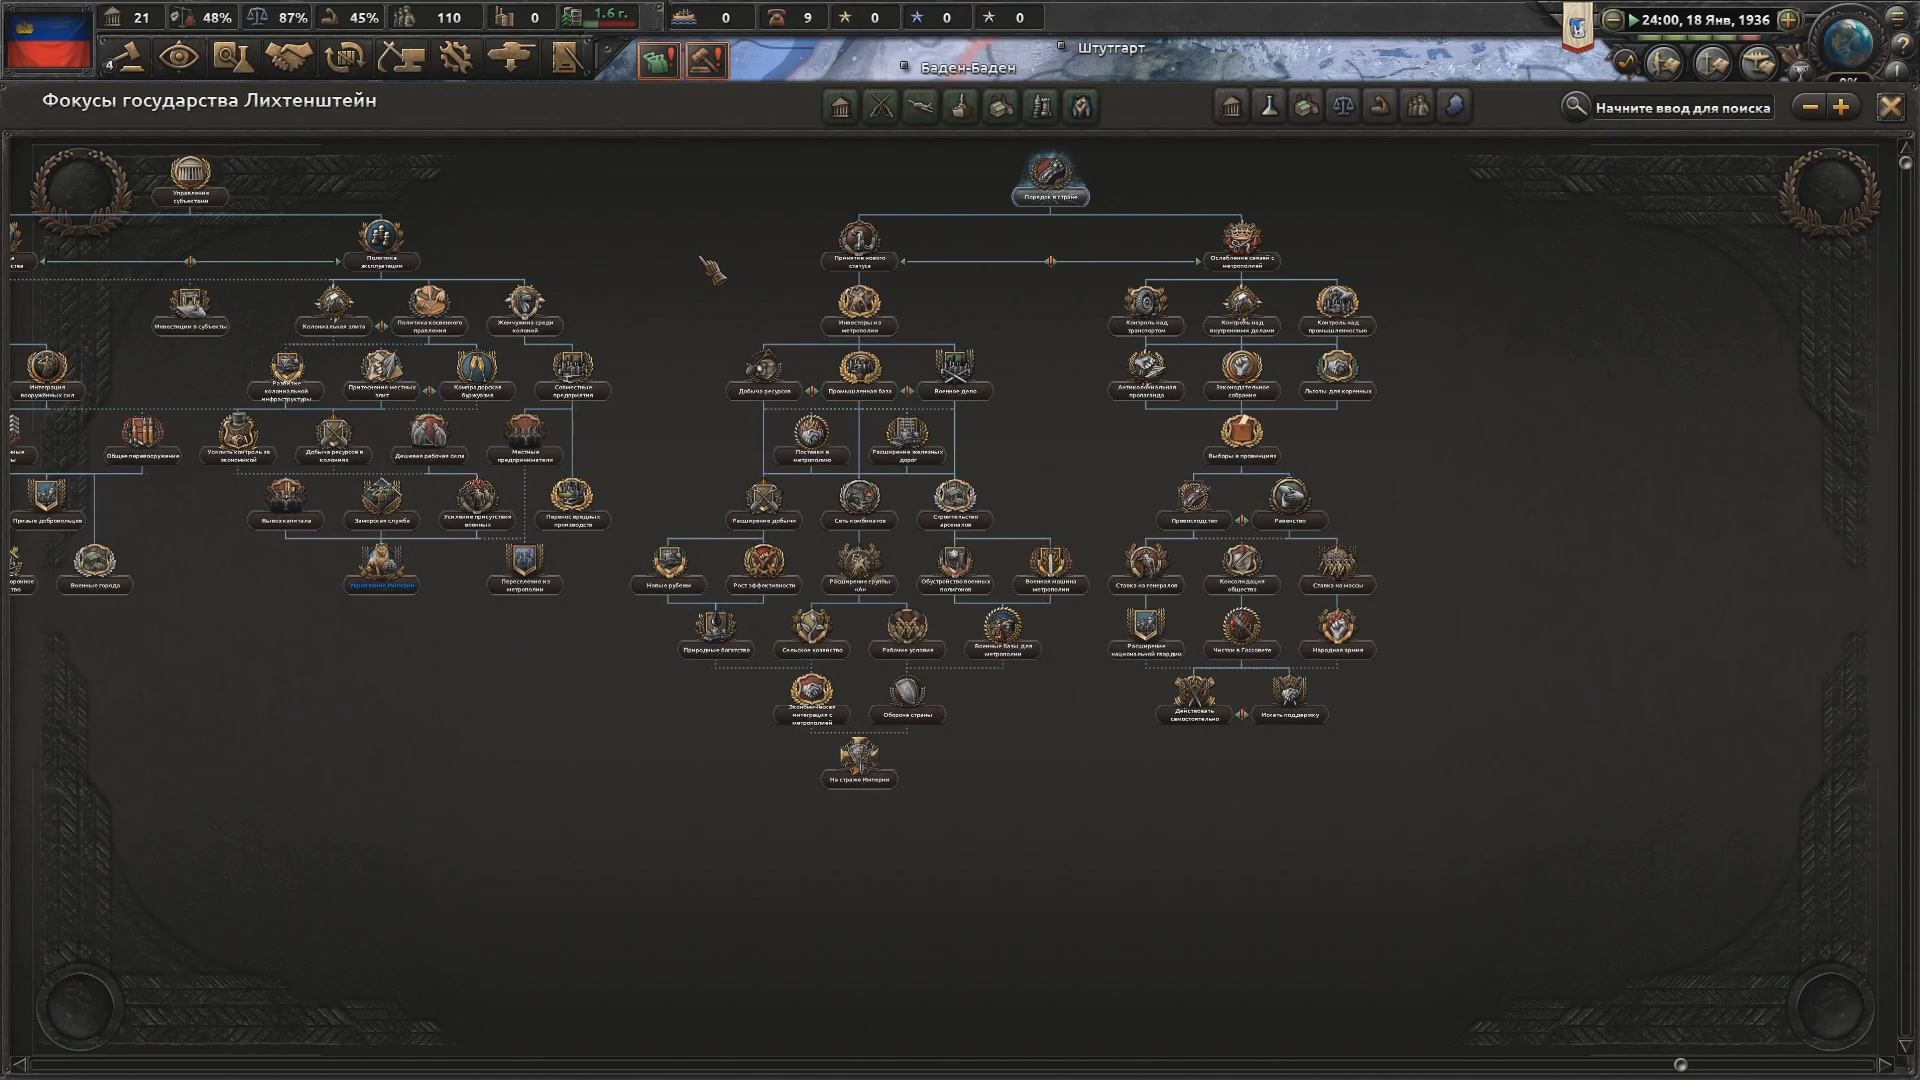 21
48%
87%
45%
110
0
1.6 г.
0
9
0
0
0
24:00, 18 Янв, 1936
4
Штутгарт
Баден-Баден
Фокусы государства Лихтенштейн
Начните ввод для поиска
Управление
субъектами
Порядок в стране
Политика
эксплуатации
Принятие нового
статуса
Ослабление связей с
метрополией
Инвестиции в субъекты
Колониальная элита
Политика косвенного
правления
Жемчужина среди
колоний
Инвесторы из
метрополии
Контроль над
транспортом
Контроль над
внутренними делами
Контроль над
промышленностью
Интеграция
вооружённых сил
Развитие
колониальной
инфраструктуры
Притеснение местных
элит
Компрадорская
буржуазия
Совместные
предприятия
Добыча ресурсов
Промышленная база
Военное дело
Антиколониальная
пропаганда
Законодательное
собрание
Льготы для коренных
Общее перевооружение
Усилить контроль за
экономикой
Добыча ресурсов в
колониях
Дешевая рабочая сила
Местные
предприниматели
Поставки в
метрополию
Расширение железных
дорог
Выборы в провинциях
Призыв добровольцев
Вывоз капитала
Заморская служба
Усиление присутствия
военных
Перенос вредных
производств
Расширение добычи
Сеть комбинатов
Строительство
арсеналов
Превосходство
Равенство
Военные города
Укрепление Империи
Переселение из
метрополии
Новые рубежи
Рост эффективности
Расширение группы
«А»
Обустройство военных
полигонов
Военная машина
метрополии
Ставка на генералов
Консолидация
общества
Ставка на массы
Природные богатства
Сельское хозяйство
Рабочие условия
Военные базы для
метрополии
Расширение
национальной гвардии
Чистки в Госсовете
Народная армия
Экономическая
интеграция с
метрополией
Оборона страны
Действовать
самостоятельно
Искать поддержку
На страже Империи